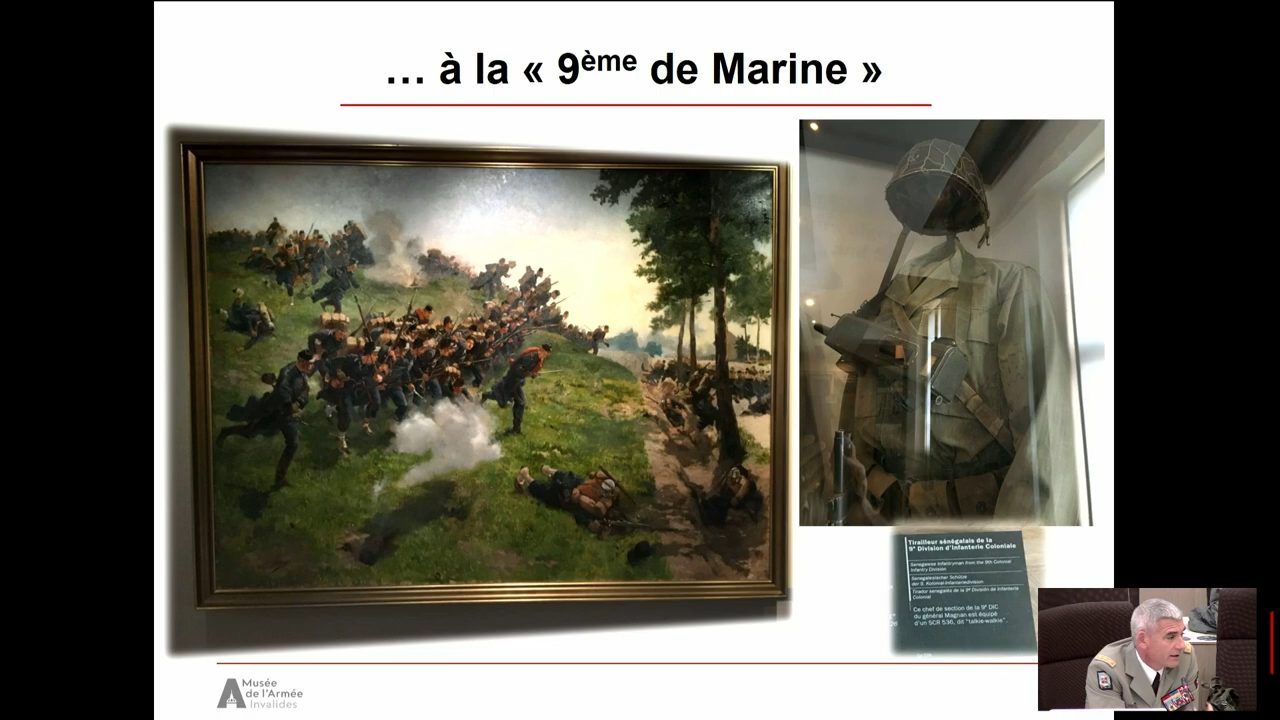 … à la « 9ème de Marine »
Tirailleur sénégalais de la
9e Division d'Infanterie Coloniale
Senegalese infantryman from the 9th Colonial
Infantry Division
Senegalesischer Schütze
der 9. Kolonial-Infanteriedivision
Tirador senegalés de la 9a División de Infantería
Colonial
Ce chef de section de la 9e DIC
du général Magnan est équipé
d'un SCR 536, dit "talkie-walkie".
Musée
de l'Armée
Invalides